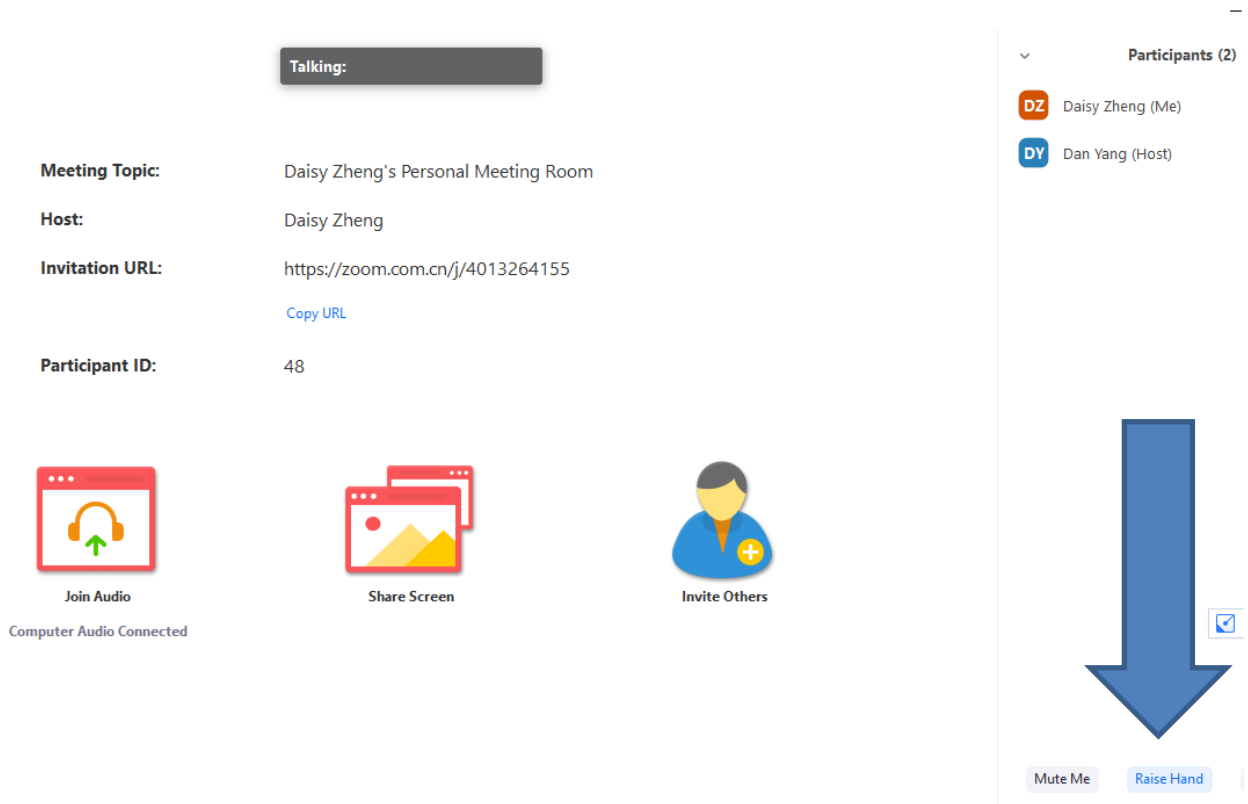 Talking:
Participants (2)
DZ Daisy Zheng (Me)
DY Dan Yang (Host)
Meeting Topic: Daisy Zheng's Personal Meeting Room
Host: Daisy Zheng
Invitation URL: https://zoom.com.cn/j/4013264155
Copy URL
Participant ID: 48
Join Audio Share Screen Invite Others
Computer Audio Connected
Mute Me Raise Hand